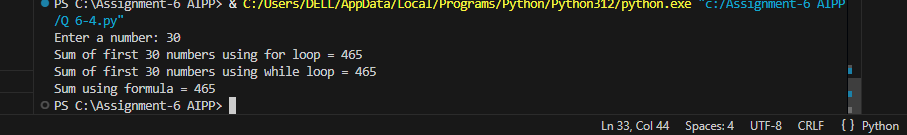 PS C:\Assignment-6 AIPP> & C:/Users/DELL/AppData/Local/Programs/Python/Python312/python.exe "c:/Assignment-6 AIPP
/Q 6-4.py"
Enter a number: 30
Sum of first 30 numbers using for loop = 465
Sum of first 30 numbers using while loop = 465
Sum using formula = 465
PS C:\Assignment-6 AIPP>
Ln 33, Col 44 Spaces: 4 UTF-8 CRLF {} Python